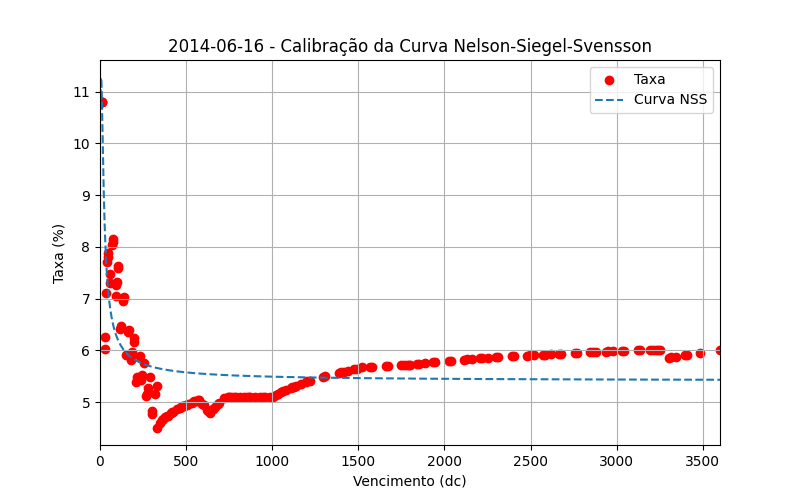 2014-06-16 - Calibração da Curva Nelson-Siegel-Svensson
Taxa
Curva NSS
Taxa (%)
11
10
9
8
7
6
5
0 500 1000 1500 2000 2500 3000 3500
Vencimento (dc)